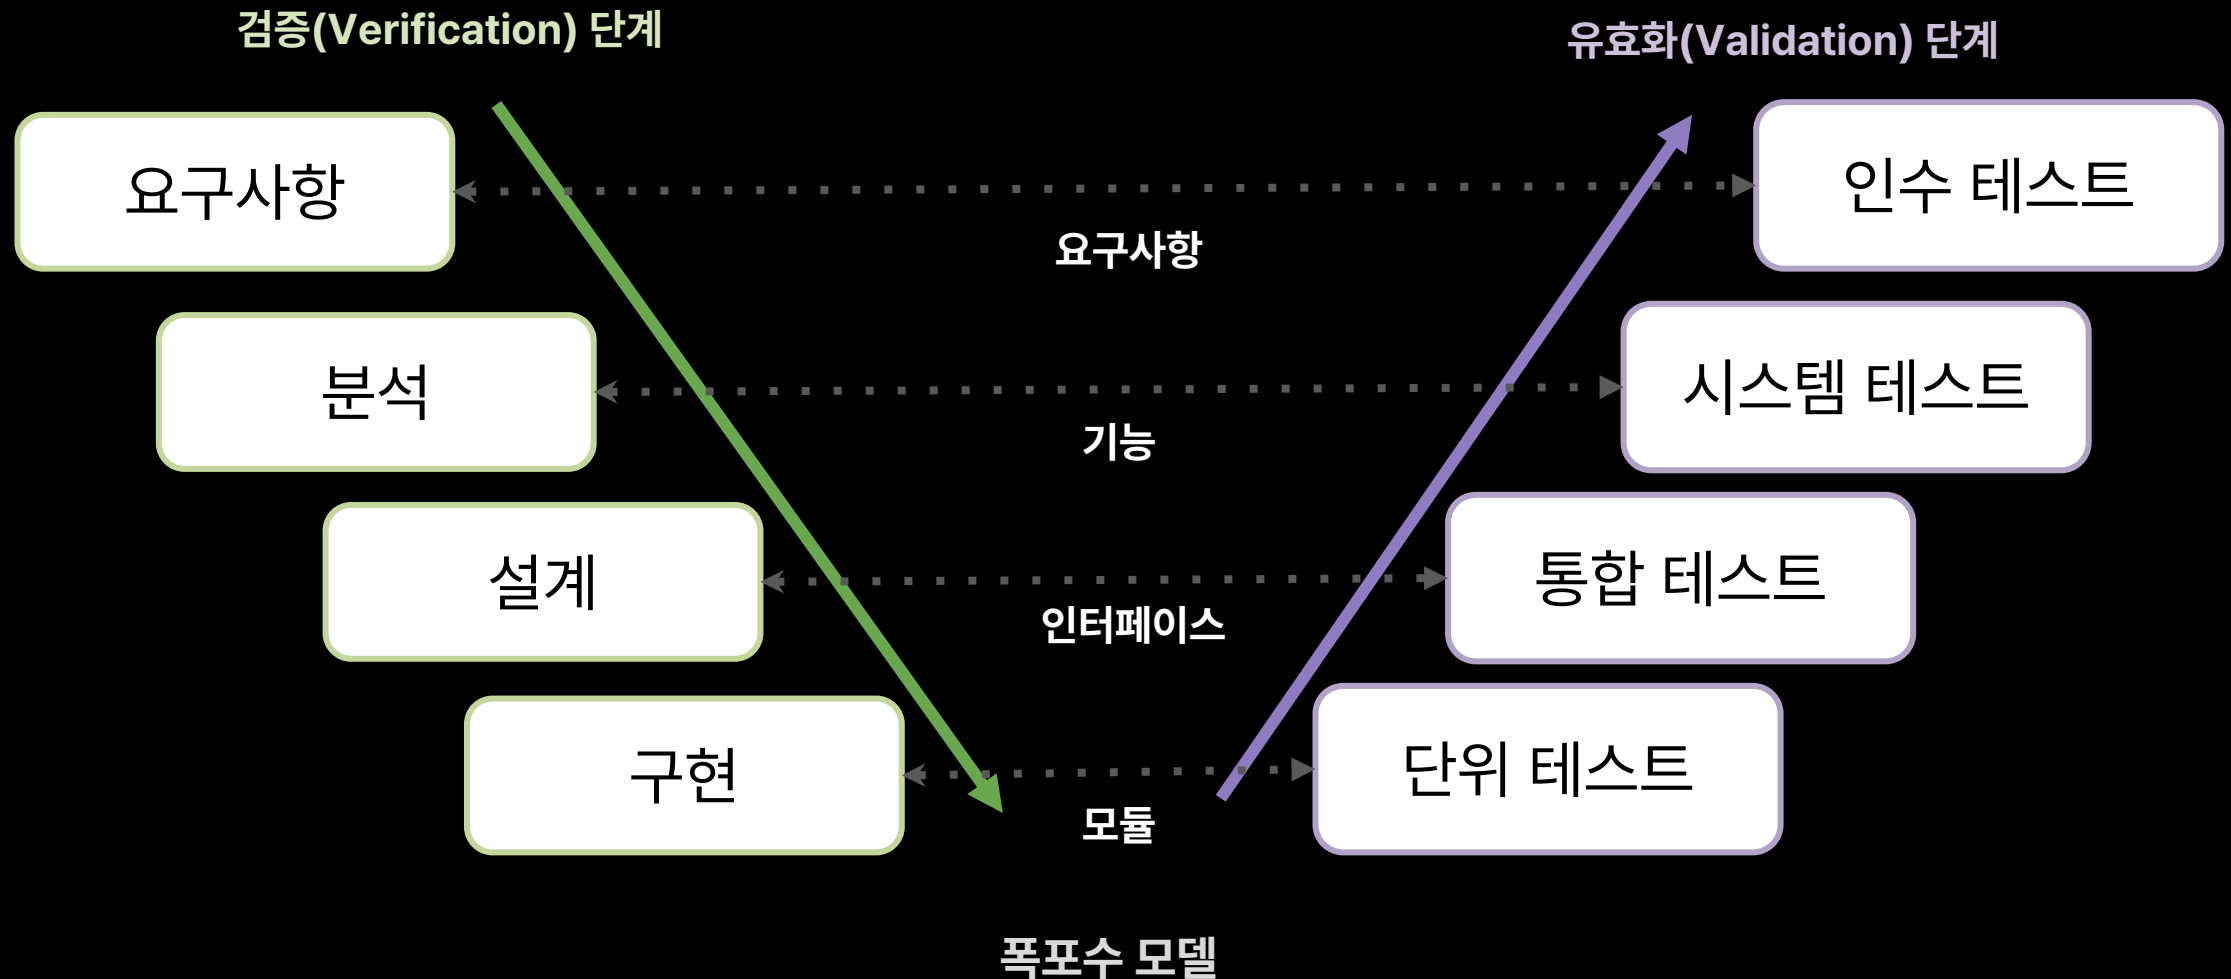 검증(Verification) 단계
유효화(Validation) 단계
요구사항
인수 테스트
요구사항
분석
시스템 테스트
기능
설계
통합 테스트
인터페이스
구현
단위 테스트
모듈
폭포수 모델